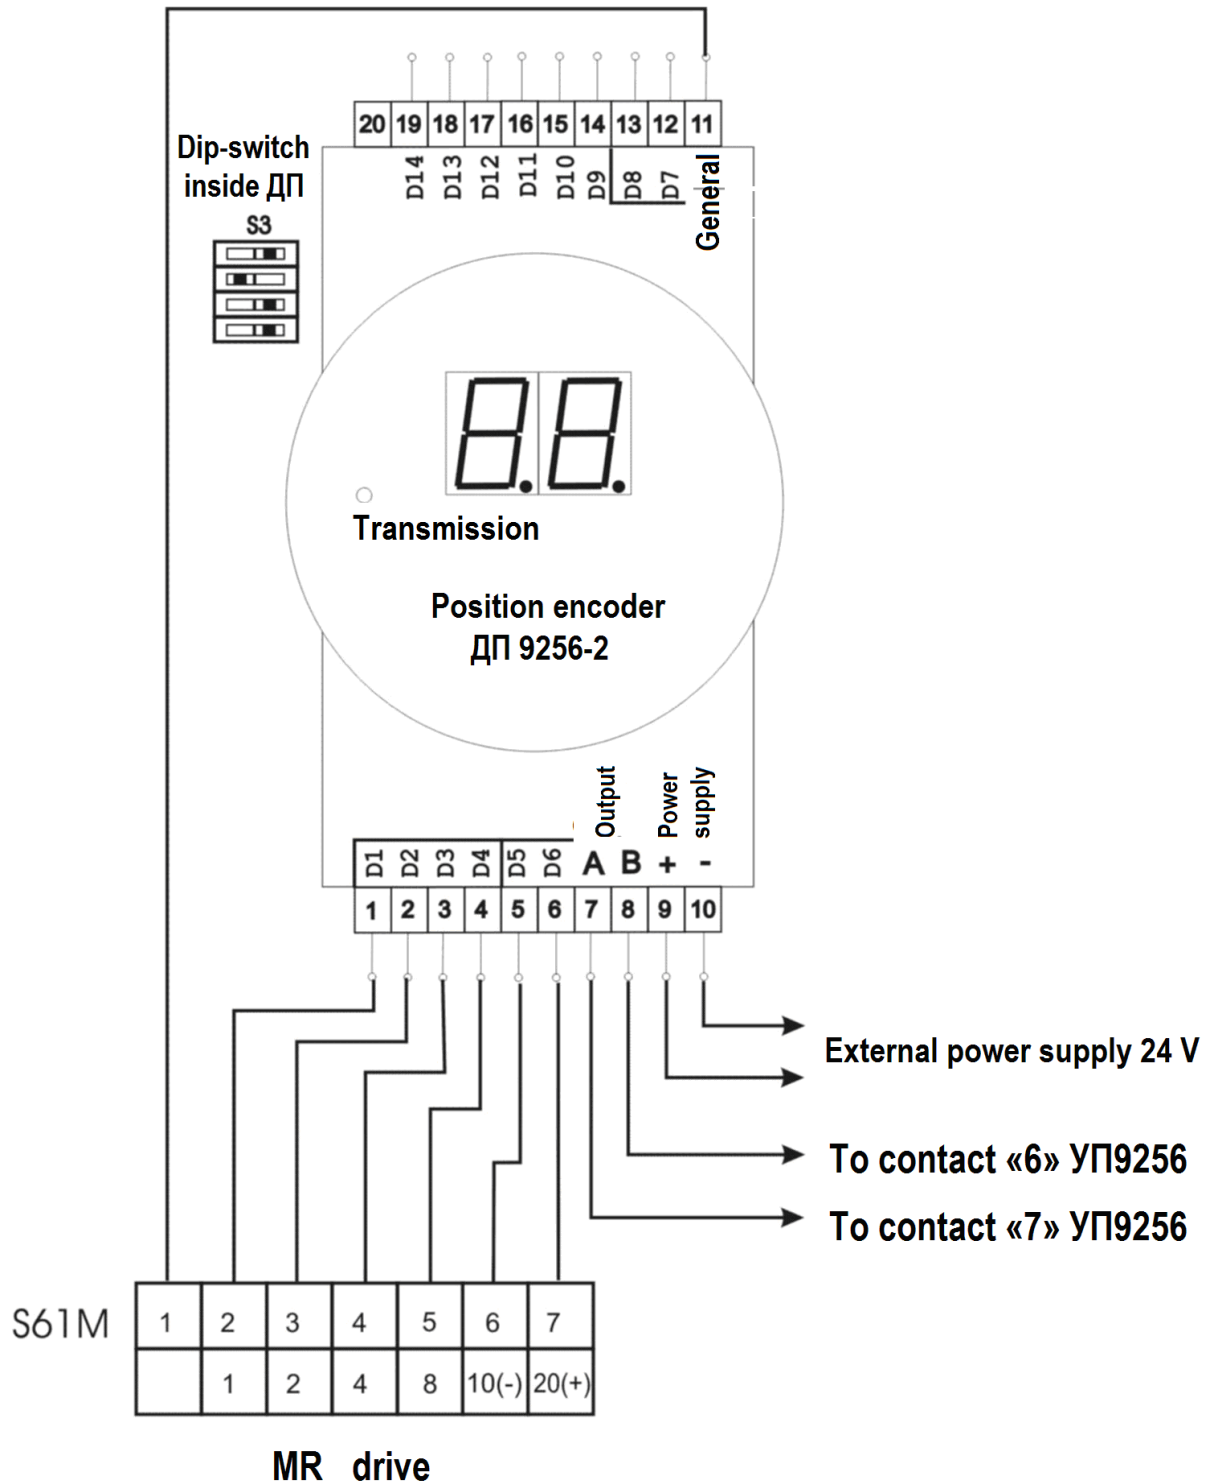 20 19 18 17 16 15 14 13 12 11
D14 D13 D12 D11 D10 D9 D8 D7 General
Dip-switch
inside ДП
S3
88
Transmission
Position encoder
ДП 9256-2
Output Power supply
D1 D2 D3 D4 D5 D6 A B + -
1 2 3 4 5 6 7 8 9 10
External power supply 24 V
To contact «6» УП9256
To contact «7» УП9256
S61M 1 2 3 4 5 6 7
1 2 4 8 10(-) 20(+)
MR drive